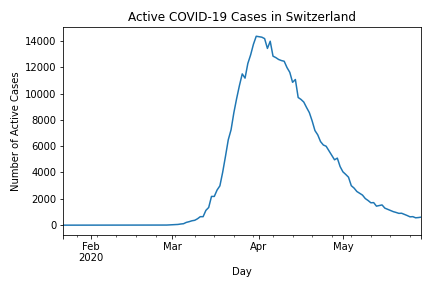 Active COVID-19 Cases in Switzerland
Number of Active Cases
14000
12000
10000
8000
6000
4000
2000
0
Feb Mar Apr May
2020
Day